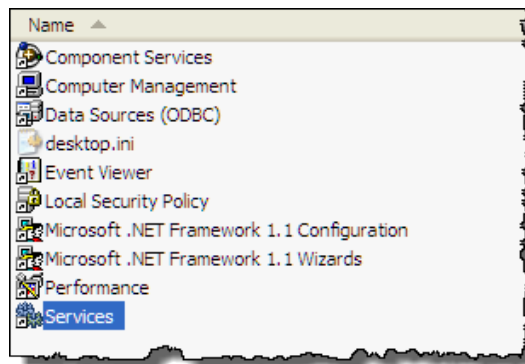 Name
Component Services
Computer Management
Data Sources (ODBC)
desktop.ini
Event Viewer
Local Security Policy
Microsoft .NET Framework 1.1 Configuration
Microsoft .NET Framework 1.1 Wizards
Performance
Services